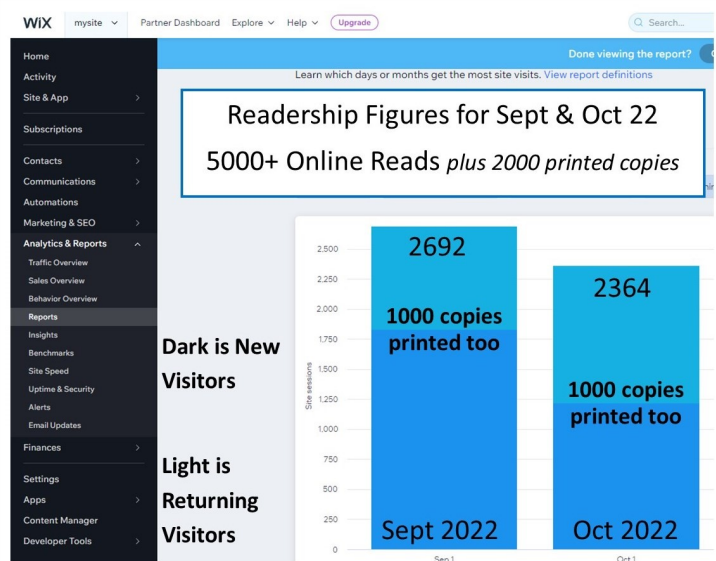 WiX mysite Partner Dashboard Explore Help Upgrade Search...
Done viewing the report?
Learn which days or months get the most site visits. View report definitions
Readership Figures for Sept & Oct 22
5000+ Online Reads plus 2000 printed copies
Home
Activity
Site & App
Subscriptions
Contacts
Communications
Automations
Marketing & SEO
Analytics & Reports
Traffic Overview
Sales Overview
Behavior Overview
Reports
Insights
Benchmarks
Site Speed
Uptime & Security
Alerts
Email Updates
Finances
Settings
Apps
Content Manager
Developer Tools
Dark is New
Visitors
Light is
Returning
Visitors
Site sessions
2,500
2,250
2,000
1,750
1,500
1,250
1,000
750
500
250
0
2692
1000 copies
printed too
Sept 2022
Sep 1
2364
1000 copies
printed too
Oct 2022
Oct 1